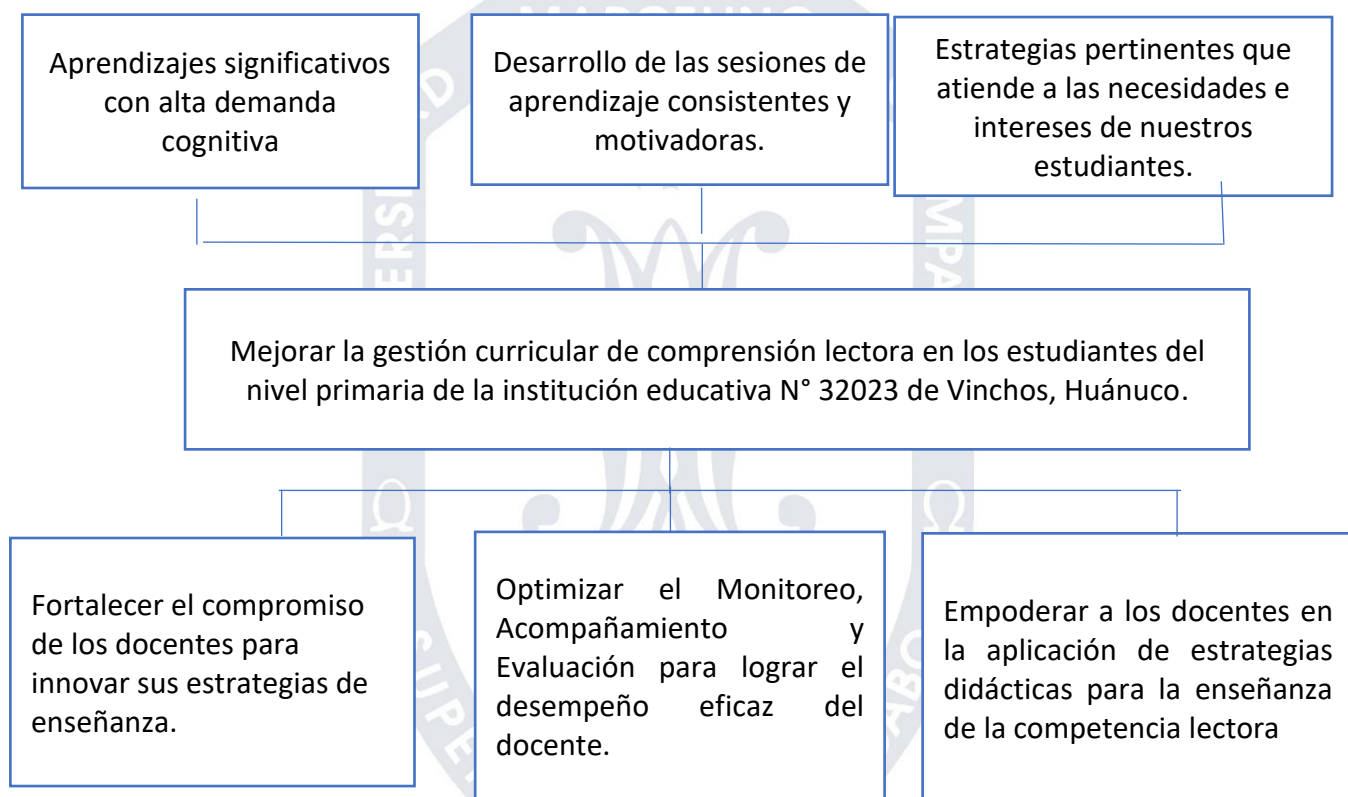 Aprendizajes significativos
con alta demanda
cognitiva
Desarrollo de las sesiones de
aprendizaje consistentes y
motivadoras.
Estrategias pertinentes que
atiende a las necesidades e
intereses de nuestros
estudiantes.
Mejorar la gestión curricular de comprensión lectora en los estudiantes del
nivel primaria de la institución educativa N° 32023 de Vinchos, Huánuco.
Fortalecer el compromiso
de los docentes para
innovar sus estrategias de
enseñanza.
Optimizar el Monitoreo,
Acompañamiento y
Evaluación para lograr el
desempeño eficaz del
docente.
Empoderar a los docentes en
la aplicación de estrategias
didácticas para la enseñanza
de la competencia lectora